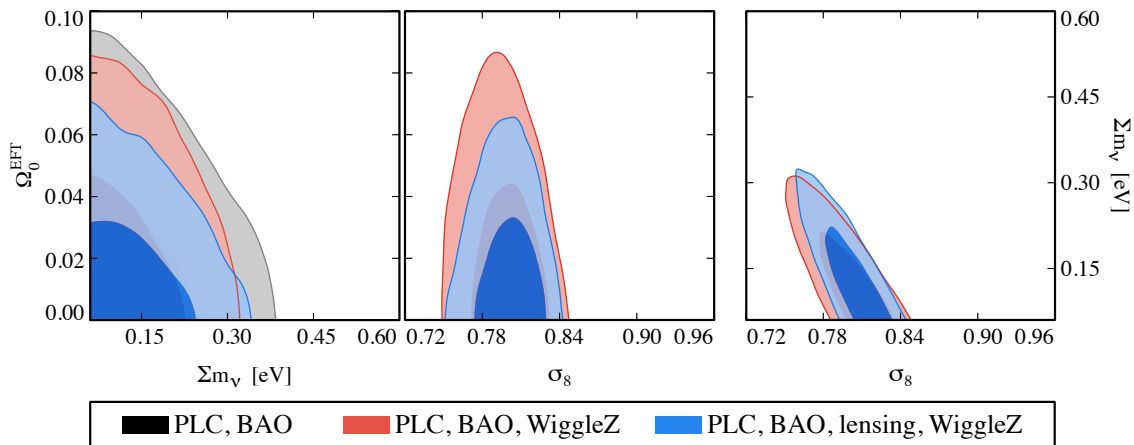 0.10
0.08
0.06
0.04
0.02
0.00
Ω₀^EFT
0.15 0.30 0.45 0.60
Σmν [eV]
0.72 0.78 0.84 0.90 0.96
σ₈
0.72 0.78 0.84 0.90 0.96
σ₈
0.60
0.45
0.30
0.15
Σmν [eV]
PLC, BAO PLC, BAO, WiggleZ PLC, BAO, lensing, WiggleZ